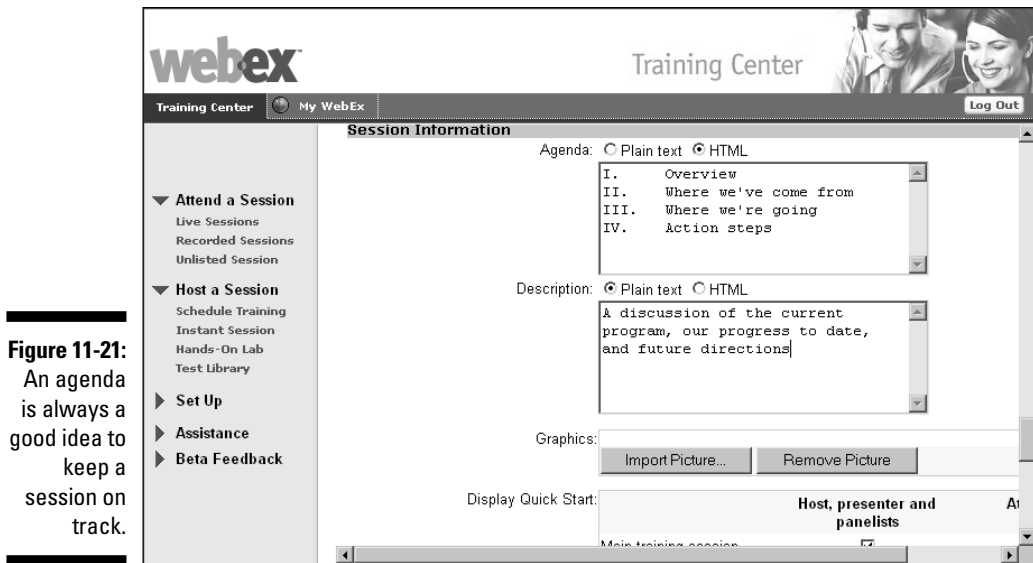 webex
Training Center
Training Center
My WebEx
Log Out
Attend a Session
Live Sessions
Recorded Sessions
Unlisted Session
Host a Session
Schedule Training
Instant Session
Hands-On Lab
Test Library
Set Up
Assistance
Beta Feedback
Session Information
Agenda: Plain text HTML
I. Overview
II. Where we've come from
III. Where we're going
IV. Action steps
Description: Plain text HTML
A discussion of the current
program, our progress to date,
and future directions
Graphics:
Import Picture... Remove Picture
Display Quick Start:
Host, presenter and
panelists
Main training session
Figure 11-21:
An agenda
is always a
good idea to
keep a
session on
track.